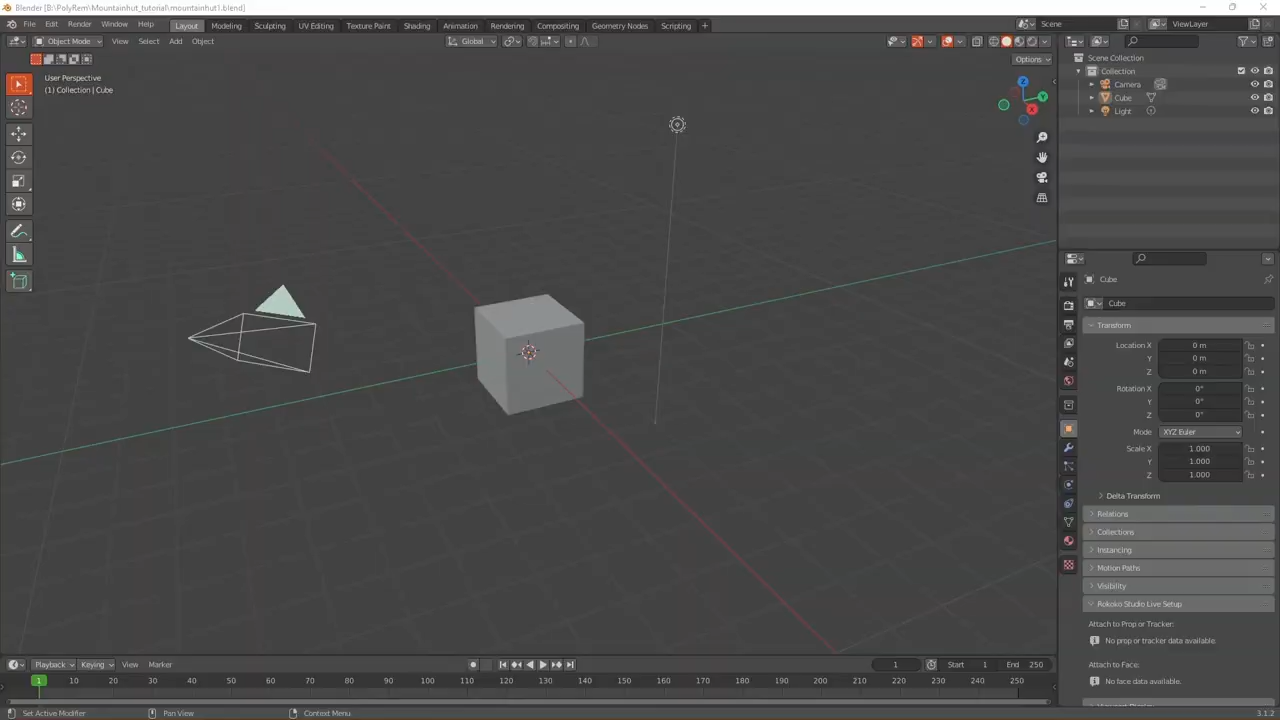 Blender [B:\PolyRem\Mountainhut_tutorial\mountainhut1.blend]
File Edit Render Window Help Layout Modeling Sculpting UV Editing Texture Paint Shading Animation Rendering Compositing Geometry Nodes Scripting + Scene ViewLayer
Object Mode View Select Add Object Global
Options
User Perspective
(1) Collection | Cube
Z
Y
X
Scene Collection
Collection
Camera
Cube
Light
Cube
Cube
Transform
Location X 0 m
Y 0 m
Z 0 m
Rotation X 0°
Y 0°
Z 0°
Mode XYZ Euler
Scale X 1.000
Y 1.000
Z 1.000
Delta Transform
Relations
Collections
Instancing
Motion Paths
Visibility
Rokoko Studio Live Setup
Attach to Prop or Tracker:
No prop or tracker data available.
Attach to Face:
No face data available.
Playback Keying View Marker 1 Start 1 End 250
1 10 20 30 40 50 60 70 80 90 100 110 120 130 140 150 160 170 180 190 200 210 220 230 240 250
Set Active Modifier Pan View Context Menu 3.1.2